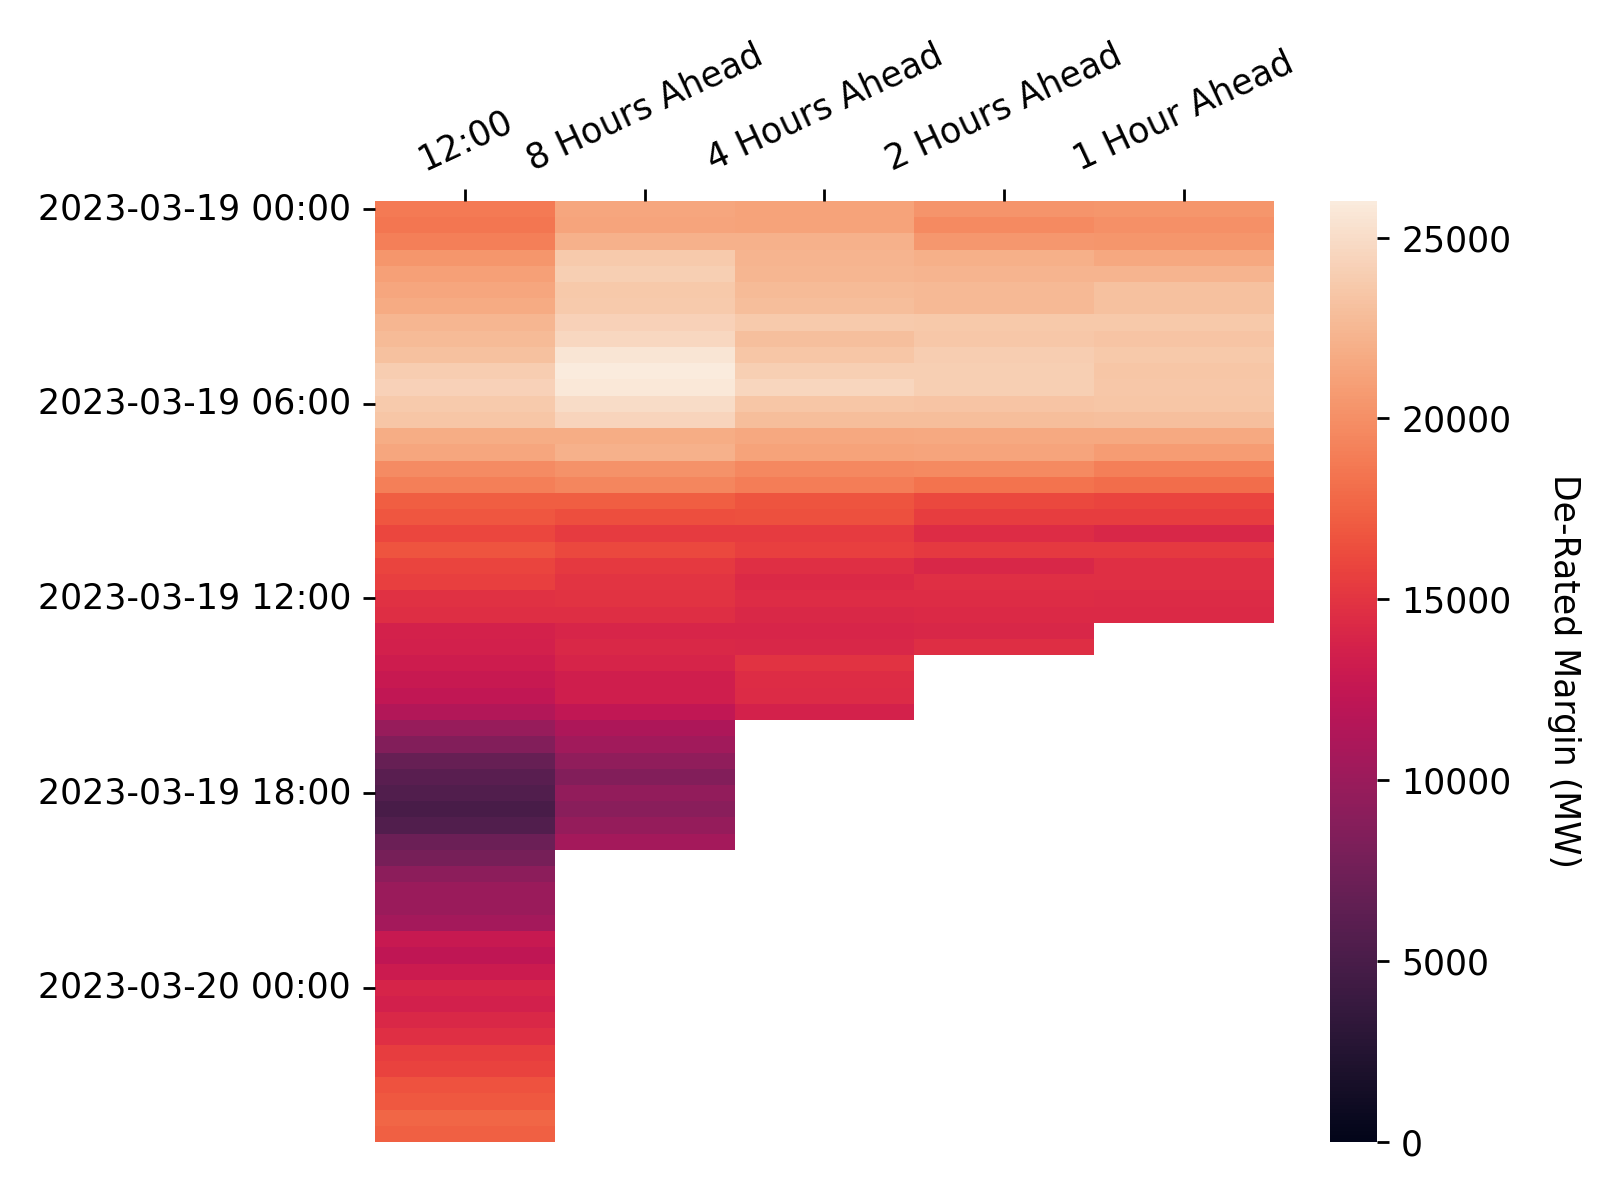 12:00
8 Hours Ahead
4 Hours Ahead
2 Hours Ahead
1 Hour Ahead
2023-03-19 00:00
2023-03-19 06:00
2023-03-19 12:00
2023-03-19 18:00
2023-03-20 00:00
25000
20000
15000
10000
5000
0
De-Rated Margin (MW)